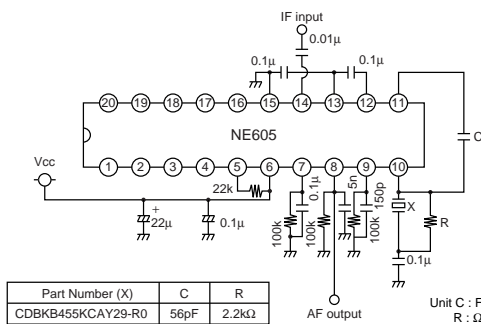 IF input
0.01μ
0.1μ
0.1μ
20 19 18 17 16 15 14 13 12 11
NE605
C
Vcc
1 2 3 4 5 6 7 8 9 10
22k
+
22μ
0.1μ
100k
0.1μ
100k
5n
100k
150p
X
R
0.1μ
AF output
Part Number (X) C R
CDBKB455KCAY29-R0 56pF 2.2kΩ
Unit C : F
R : Ω